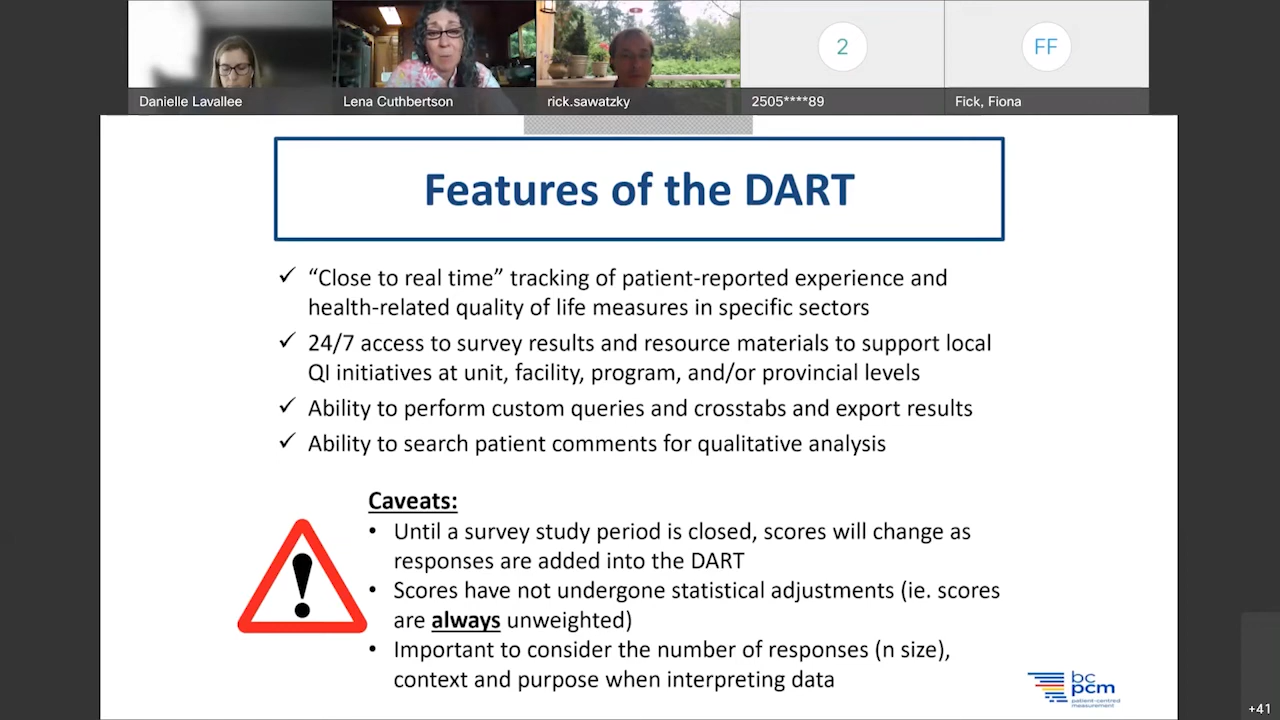 Danielle Lavallee
Lena Cuthbertson
rick.sawatzky
2
2505****89
FF
Fick, Fiona
Features of the DART
✓ “Close to real time” tracking of patient-reported experience and
health-related quality of life measures in specific sectors
✓ 24/7 access to survey results and resource materials to support local
QI initiatives at unit, facility, program, and/or provincial levels
✓ Ability to perform custom queries and crosstabs and export results
✓ Ability to search patient comments for qualitative analysis
Caveats:
• Until a survey study period is closed, scores will change as
responses are added into the DART
• Scores have not undergone statistical adjustments (ie. scores
are always unweighted)
• Important to consider the number of responses (n size),
context and purpose when interpreting data
bc
pcm
patient-centred
measurement
+41